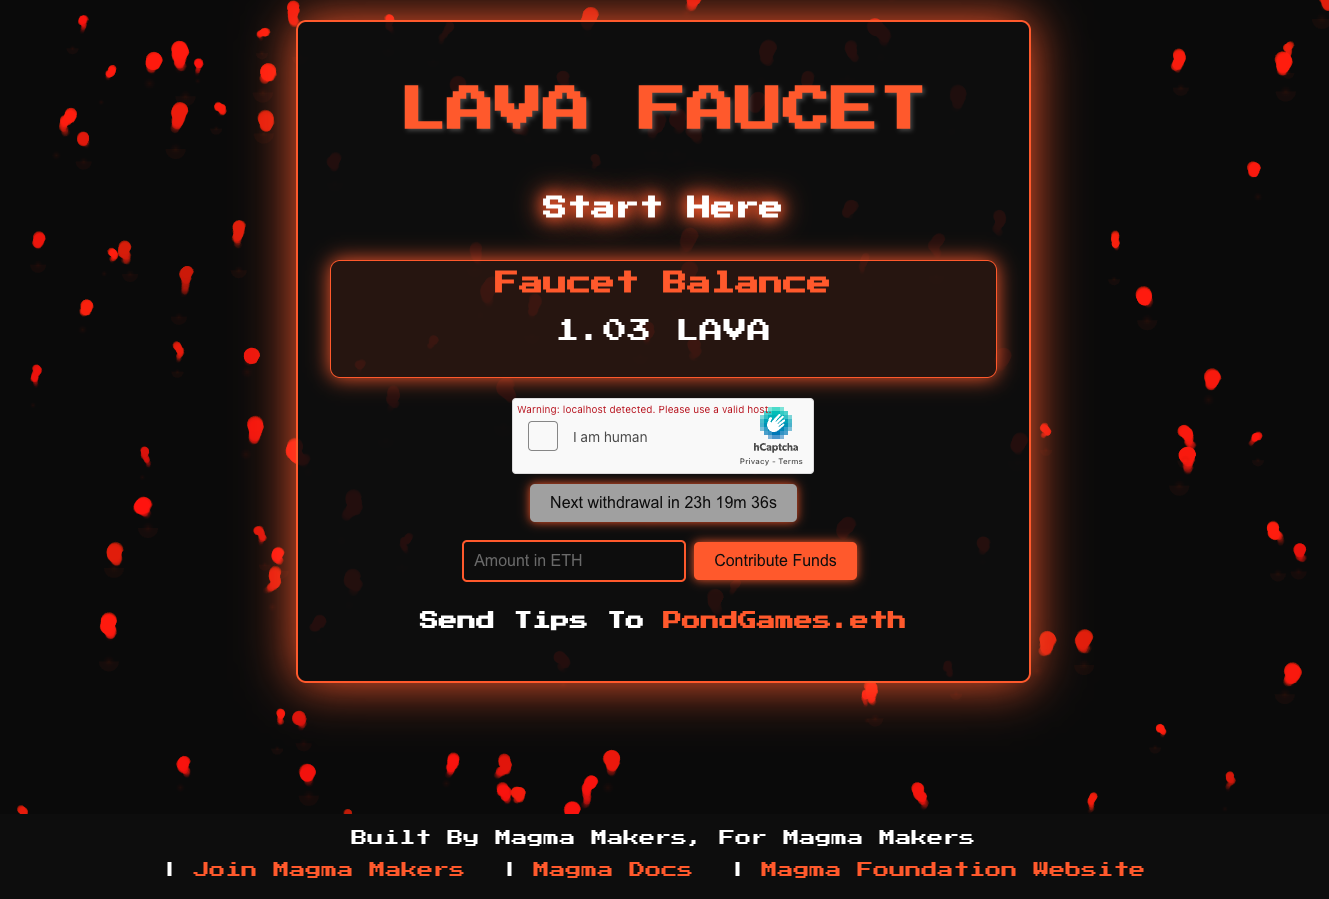 LAVA FAUCET
Start Here
Faucet Balance
1.03 LAVA
Warning: localhost detected. Please use a valid host.
I am human
hCaptcha
Privacy - Terms
Next withdrawal in 23h 19m 36s
Amount in ETH
Contribute Funds
Send Tips To PondGames.eth
Built By Magma Makers, For Magma Makers
| Join Magma Makers | Magma Docs | Magma Foundation Website